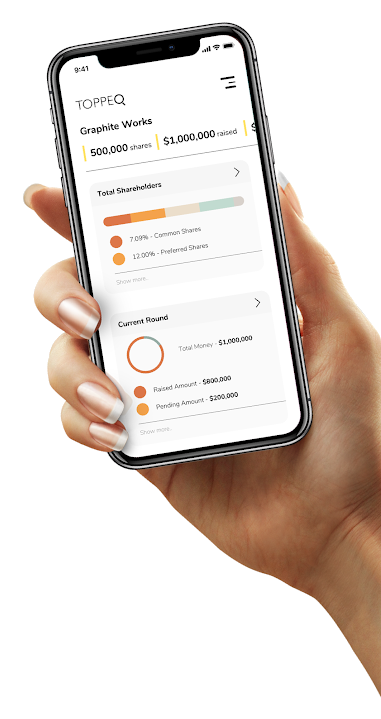 9:41
TOPPEQ
Graphite Works
500,000 shares
$1,000,000 raised
$
Total Shareholders
7.09% - Common Shares
12.00% - Preferred Shares
Show more..
Current Round
Total Money - $1,000,000
Raised Amount - $800,000
Pending Amount - $200,000
Show more..